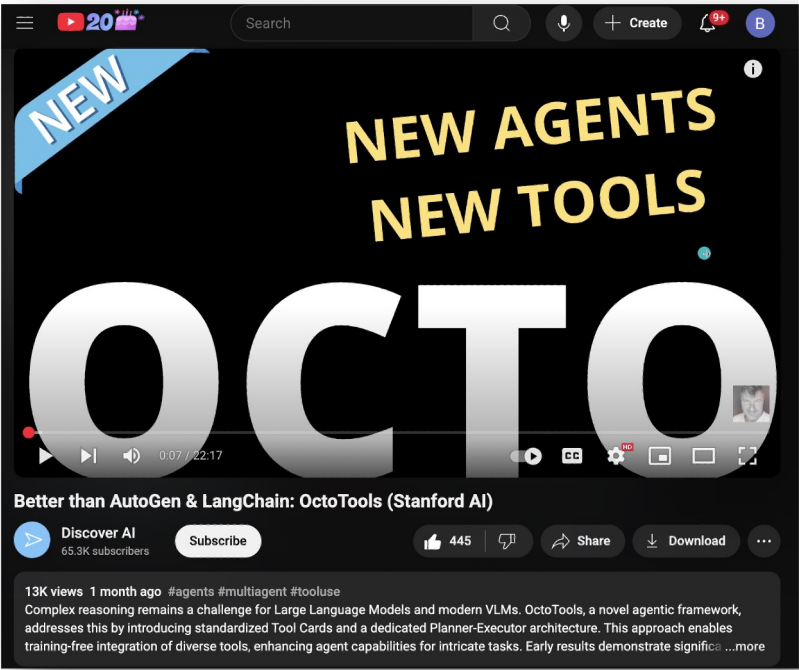 20
Search
Create
9+
B
NEW
NEW AGENTS
NEW TOOLS
OCTO
0:07 / 22:17
CC
HD
Better than AutoGen & LangChain: OctoTools (Stanford AI)
Discover AI
65.3K subscribers
Subscribe
445
Share
Download
13K views 1 month ago #agents #multiagent #tooluse
Complex reasoning remains a challenge for Large Language Models and modern VLMs. OctoTools, a novel agentic framework,
addresses this by introducing standardized Tool Cards and a dedicated Planner-Executor architecture. This approach enables
training-free integration of diverse tools, enhancing agent capabilities for intricate tasks. Early results demonstrate significa ...more